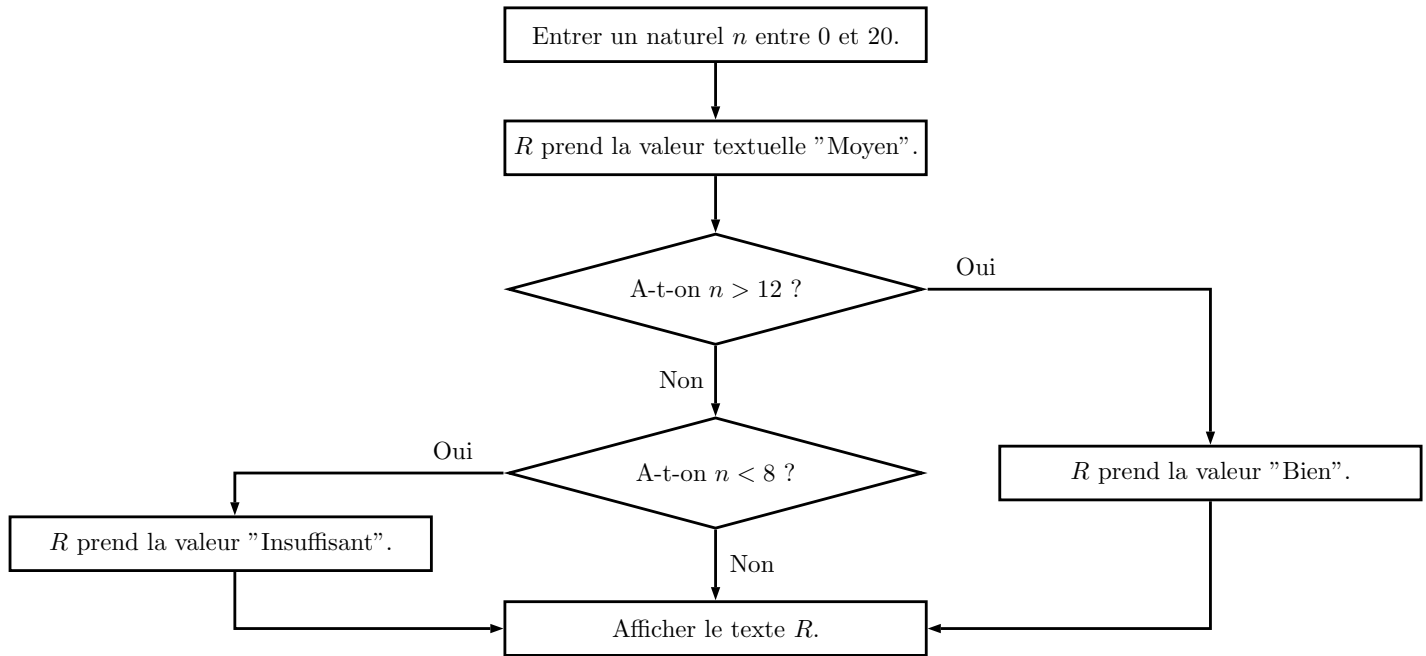 Entrer un naturel n entre 0 et 20.
R prend la valeur textuelle ”Moyen”.
Oui
A-t-on n > 12 ?
Non
Oui
A-t-on n < 8 ?
R prend la valeur ”Bien”.
R prend la valeur ”Insuffisant”.
Non
Afficher le texte R.